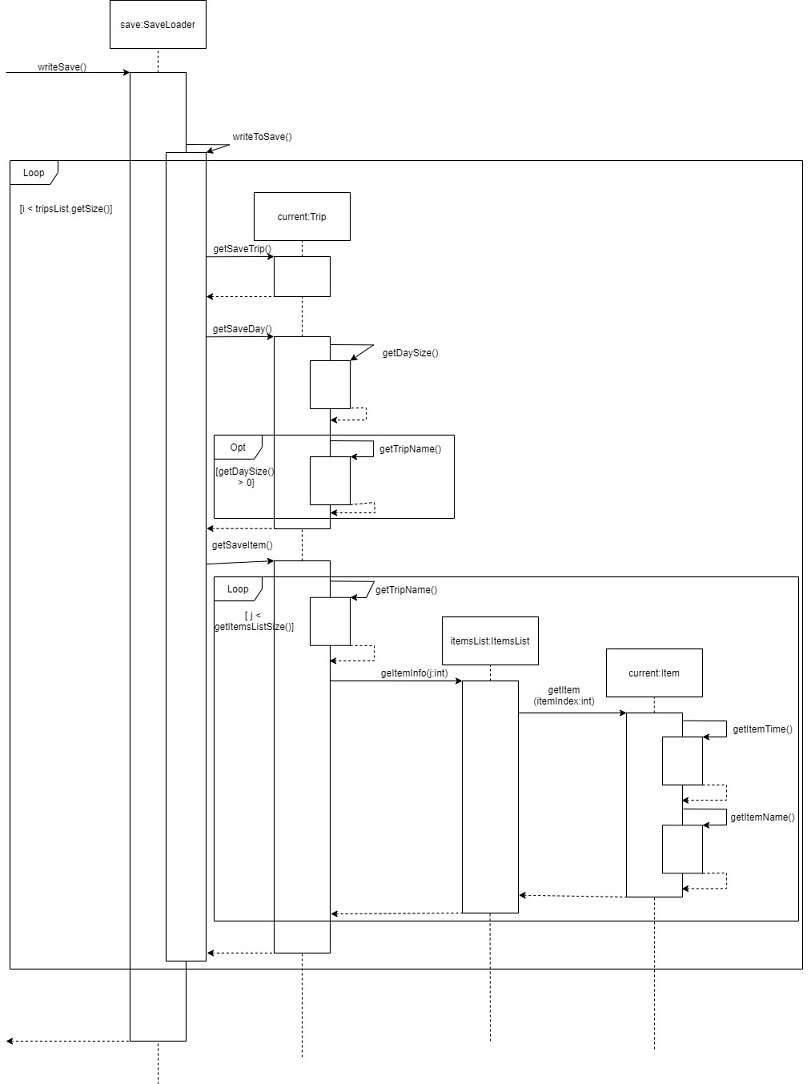 save:SaveLoader
writeSave()
writeToSave()
Loop
[i < tripsList.getSize()]
current:Trip
getSaveTrip()
getSaveDay()
getDaySize()
Opt
getTripName()
[getDaySize()
> 0]
getSaveItem()
Loop
getTripName()
[ j <
getItemsListSize()]
itemsList:ItemsList
current:Item
getItemInfo(j:int)
getItem
(itemIndex:int)
getItemTime()
getItemName()